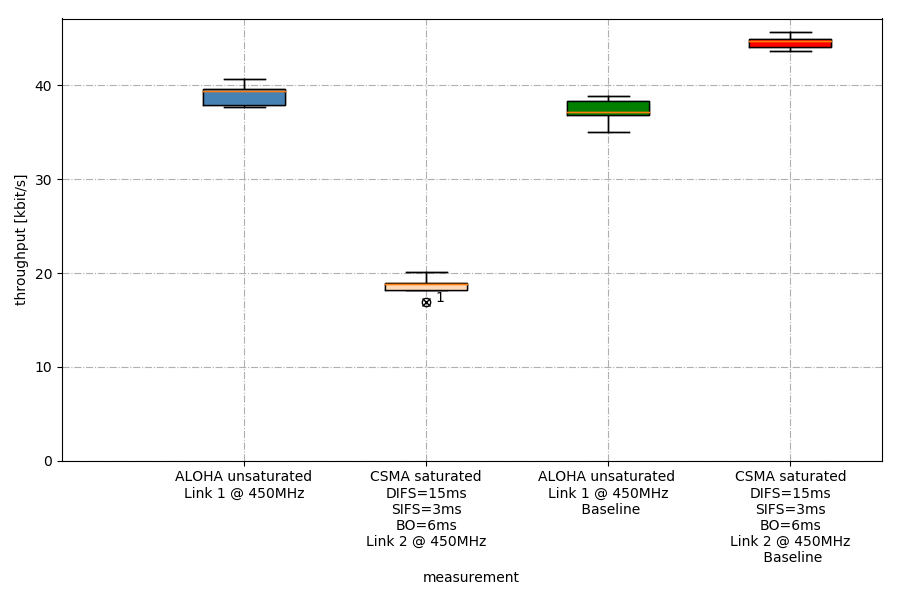 throughput [kbit/s]
40
30
20
10
0
1
ALOHA unsaturated
Link 1 @ 450MHz
CSMA saturated
DIFS=15ms
SIFS=3ms
BO=6ms
Link 2 @ 450MHz
ALOHA unsaturated
Link 1 @ 450MHz
Baseline
CSMA saturated
DIFS=15ms
SIFS=3ms
BO=6ms
Link 2 @ 450MHz
Baseline
measurement